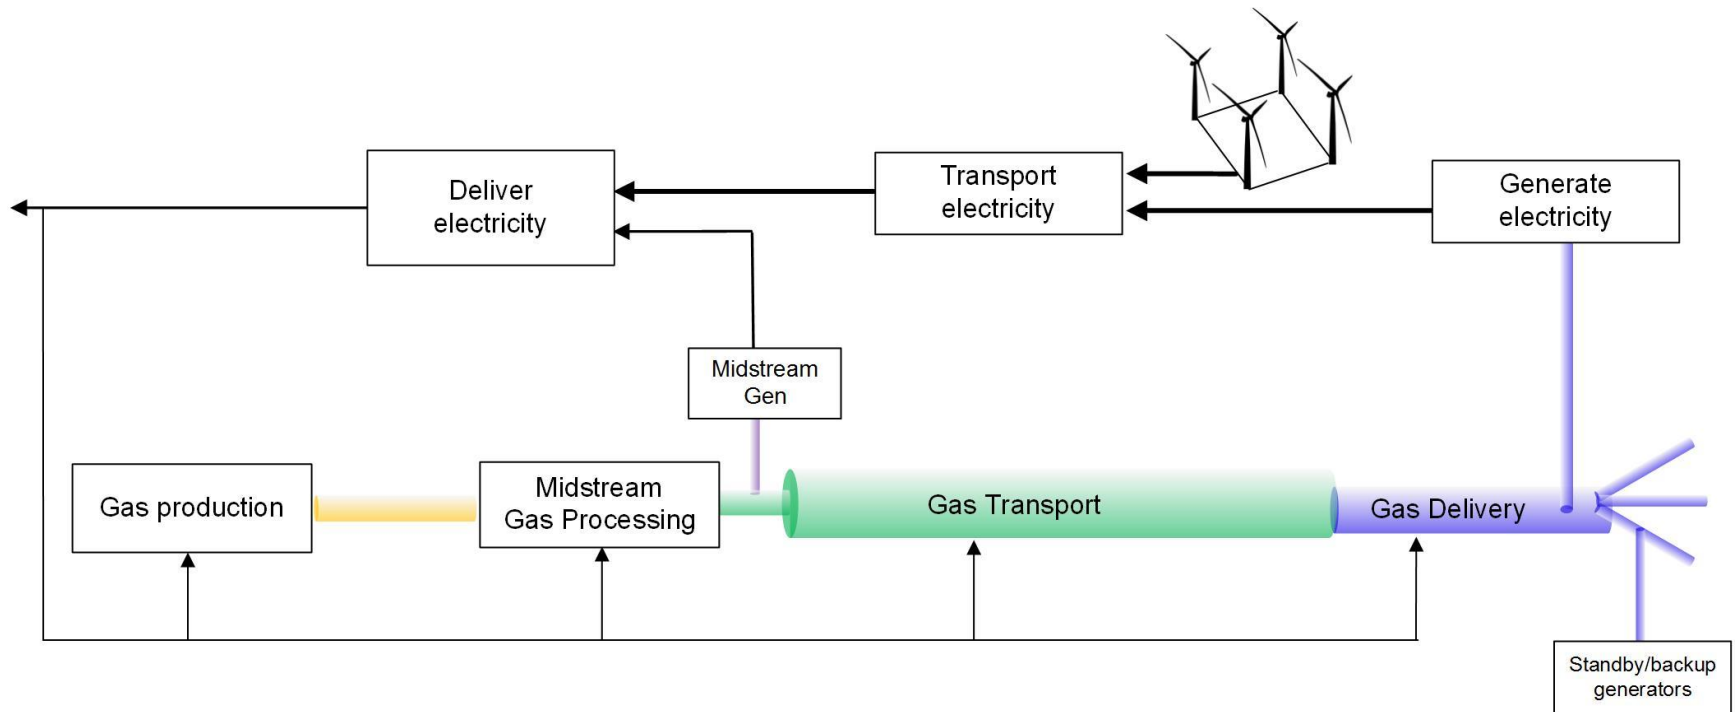 Deliver
electricity
Transport
electricity
Generate
electricity
Midstream
Gen
Gas production
Midstream
Gas Processing
Gas Transport
Gas Delivery
Standby/backup
generators